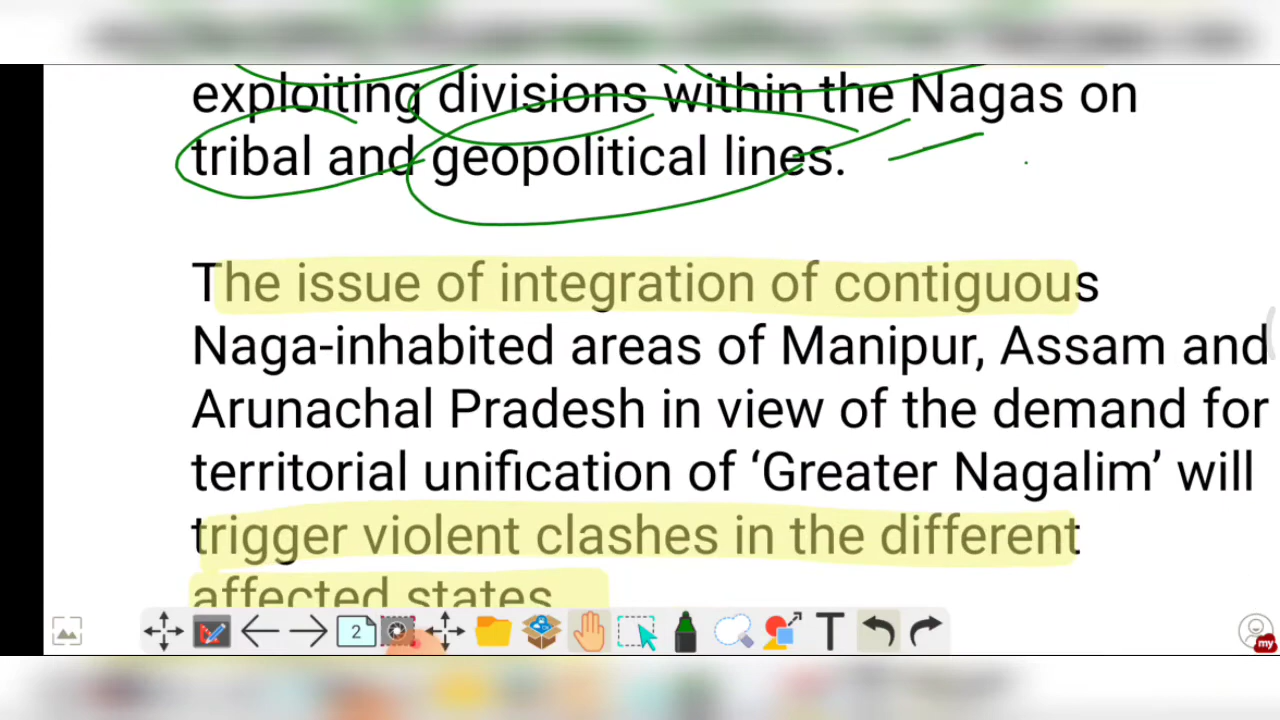 exploiting divisions within the Nagas on
tribal and geopolitical lines.
The issue of integration of contiguous
Naga-inhabited areas of Manipur, Assam and
Arunachal Pradesh in view of the demand for
territorial unification of ‘Greater Nagalim’ will
trigger violent clashes in the different
affected states
2
T
my